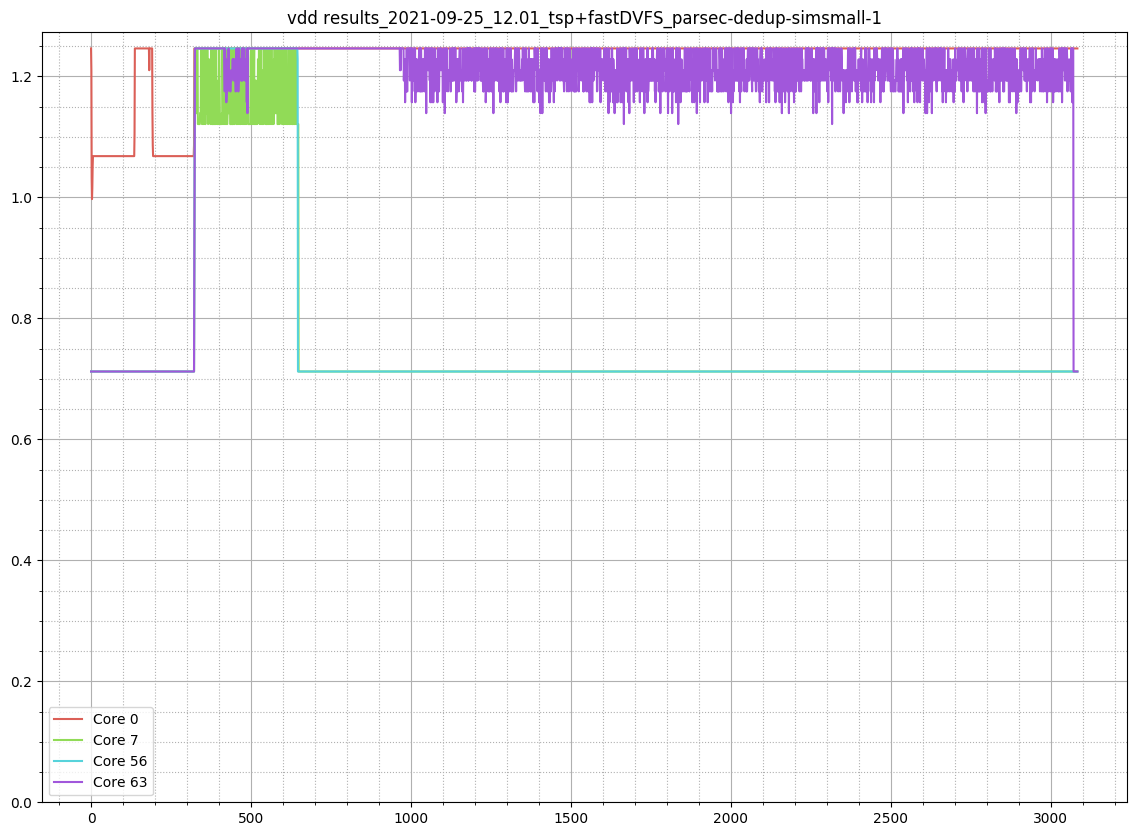 vdd results_2021-09-25_12.01_tsp+fastDVFS_parsec-dedup-simsmall-1
1.2
1.0
0.8
0.6
0.4
0.2
0.0
Core 0
Core 7
Core 56
Core 63
0 500 1000 1500 2000 2500 3000